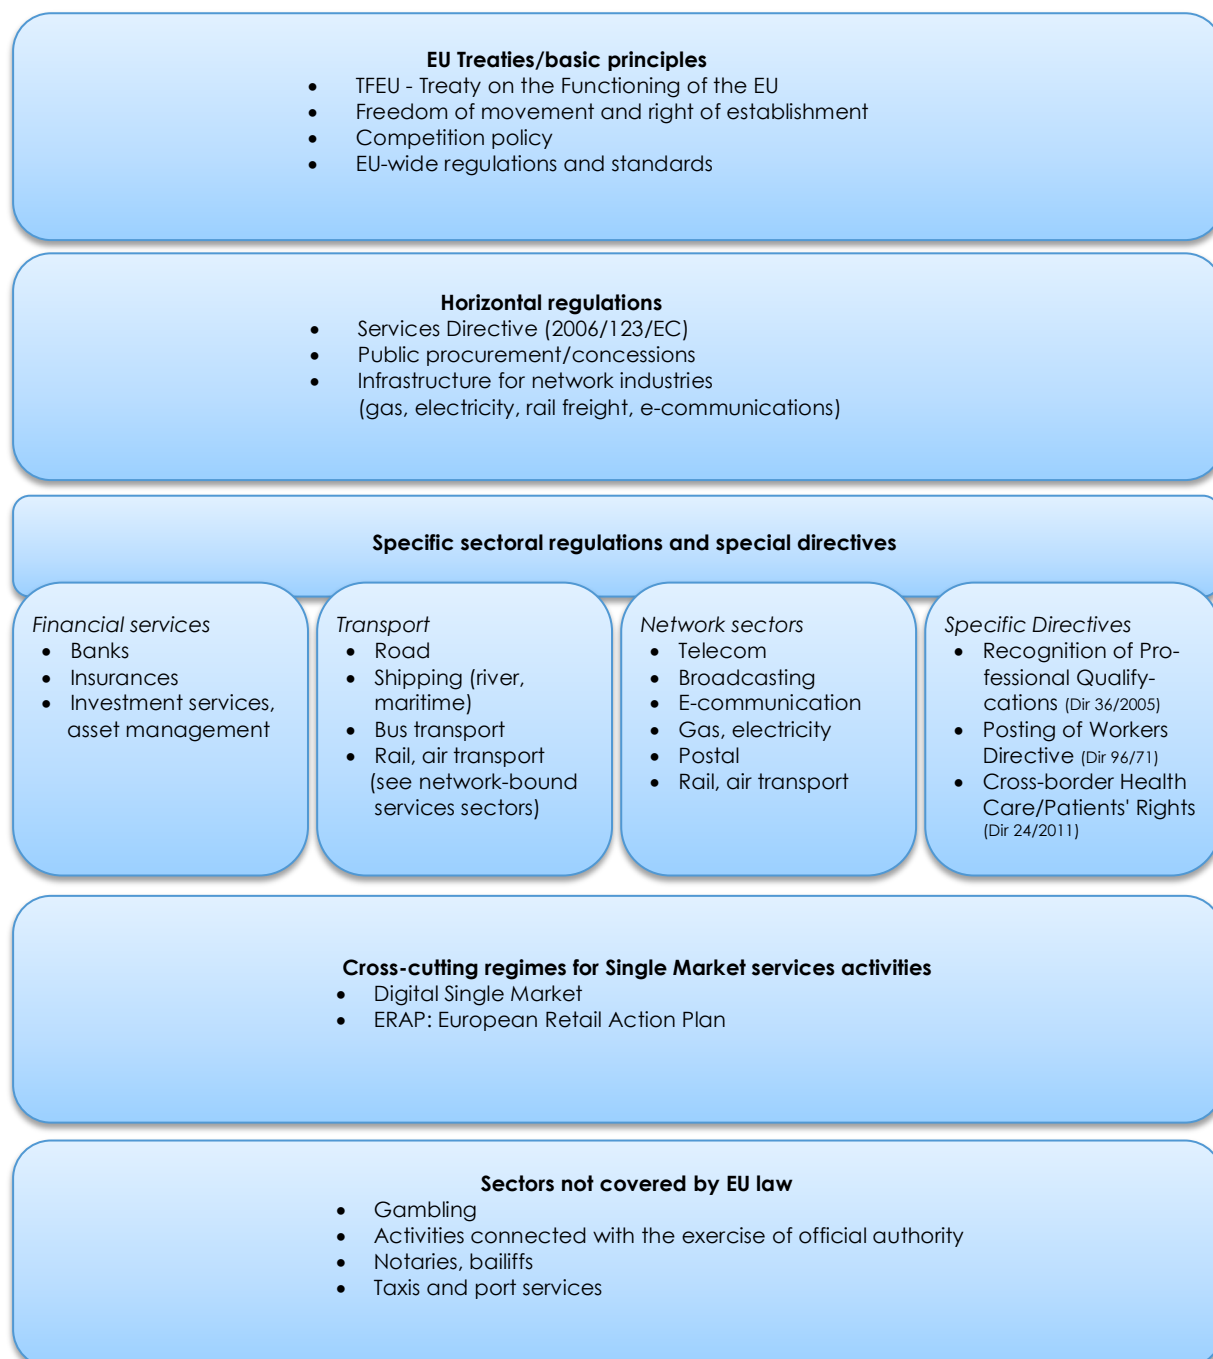 EU Treaties/basic principles
• TFEU - Treaty on the Functioning of the EU
• Freedom of movement and right of establishment
• Competition policy
• EU-wide regulations and standards
Horizontal regulations
• Services Directive (2006/123/EC)
• Public procurement/concessions
• Infrastructure for network industries
(gas, electricity, rail freight, e-communications)
Specific sectoral regulations and special directives
Financial services
• Banks
• Insurances
• Investment services,
asset management
Transport
• Road
• Shipping (river,
maritime)
• Bus transport
• Rail, air transport
(see network-bound
services sectors)
Network sectors
• Telecom
• Broadcasting
• E-communication
• Gas, electricity
• Postal
• Rail, air transport
Specific Directives
• Recognition of Pro-
fessional Qualify-
cations (Dir 36/2005)
• Posting of Workers
Directive (Dir 96/71)
• Cross-border Health
Care/Patients' Rights
(Dir 24/2011)
Cross-cutting regimes for Single Market services activities
• Digital Single Market
• ERAP: European Retail Action Plan
Sectors not covered by EU law
• Gambling
• Activities connected with the exercise of official authority
• Notaries, bailiffs
• Taxis and port services